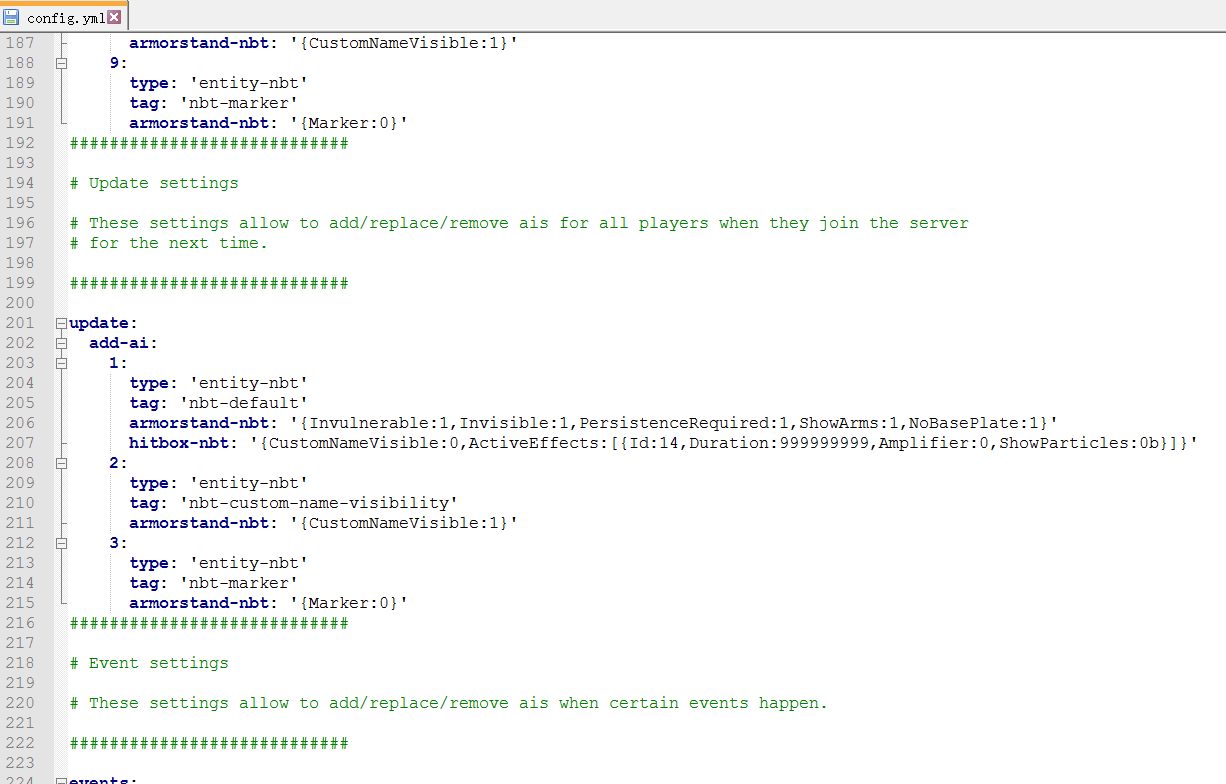 config.yml
187 armorstand-nbt: '{CustomNameVisible:1}'
188 9:
189 type: 'entity-nbt'
190 tag: 'nbt-marker'
191 armorstand-nbt: '{Marker:0}'
192 ############################
193
194 # Update settings
195
196 # These settings allow to add/replace/remove ais for all players when they join the server
197 # for the next time.
198
199 ############################
200
201 update:
202 add-ai:
203 1:
204 type: 'entity-nbt'
205 tag: 'nbt-default'
206 armorstand-nbt: '{Invulnerable:1,Invisible:1,PersistenceRequired:1,ShowArms:1,NoBasePlate:1}'
207 hitbox-nbt: '{CustomNameVisible:0,ActiveEffects:[{Id:14,Duration:999999999,Amplifier:0,ShowParticles:0b}]}'
208 2:
209 type: 'entity-nbt'
210 tag: 'nbt-custom-name-visibility'
211 armorstand-nbt: '{CustomNameVisible:1}'
212 3:
213 type: 'entity-nbt'
214 tag: 'nbt-marker'
215 armorstand-nbt: '{Marker:0}'
216 ############################
217
218 # Event settings
219
220 # These settings allow to add/replace/remove ais when certain events happen.
221
222 ############################
223
224 events: